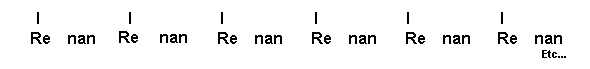 I I I I I I
Re nan Re nan Re nan Re nan Re nan Re nan
Etc...